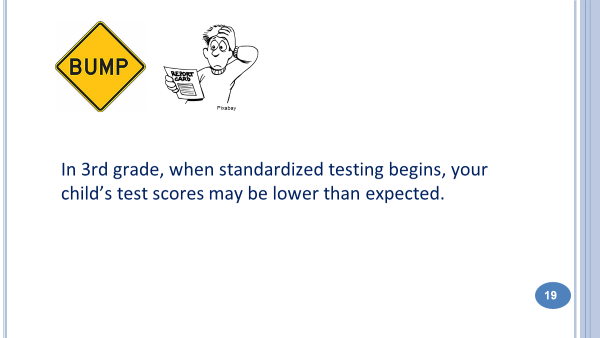 BUMP
REPORT
CARD
Pixabay
In 3rd grade, when standardized testing begins, your
child’s test scores may be lower than expected.
19